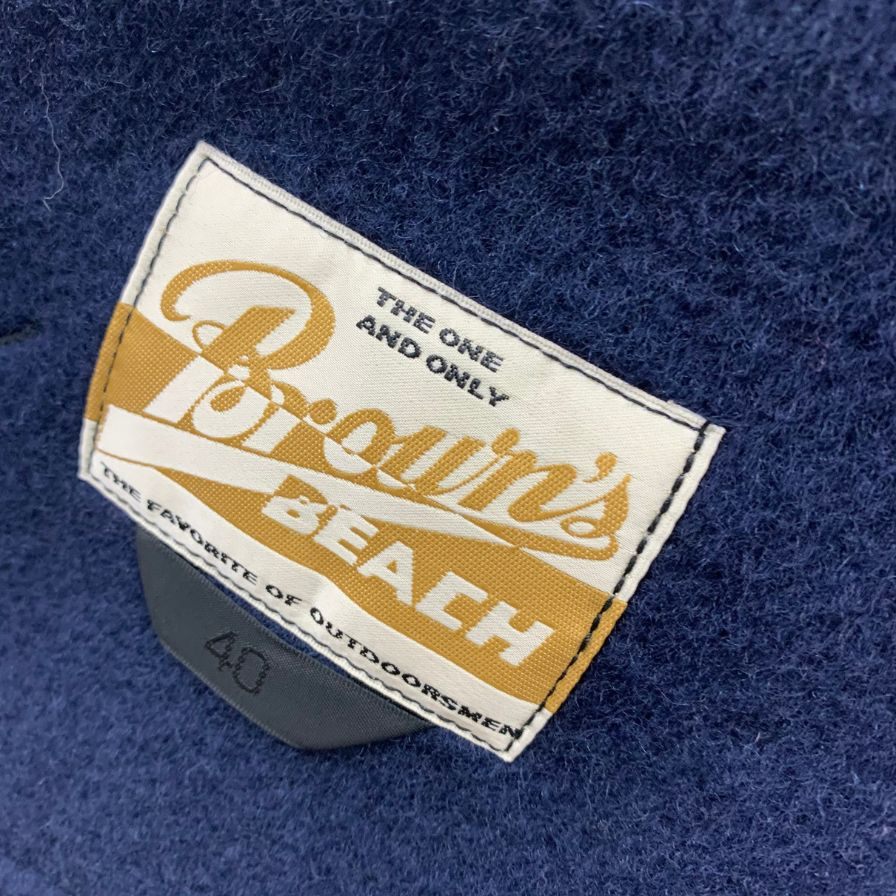 THE ONE
AND ONLY
Brown's
BEACH
THE FAVORITE OF OUTDOORSMEN
40